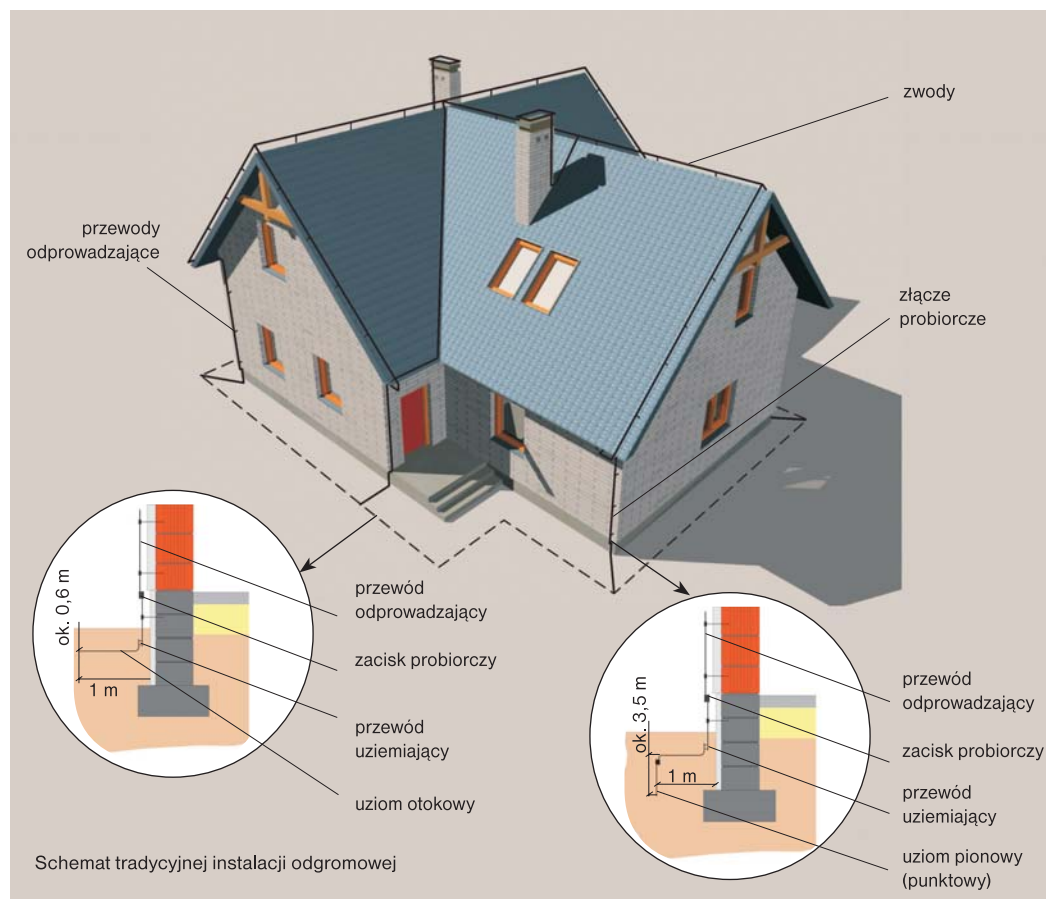 zwody
przewody
odprowadzające
złącze
probiorcze
ok. 0,6 m
1 m
przewód
odprowadzający
zacisk probiorczy
przewód
uziemiający
uziom otokowy
ok. 3,5 m
1 m
przewód
odprowadzający
zacisk probiorczy
przewód
uziemiający
uziom pionowy
(punktowy)
Schemat tradycyjnej instalacji odgromowej